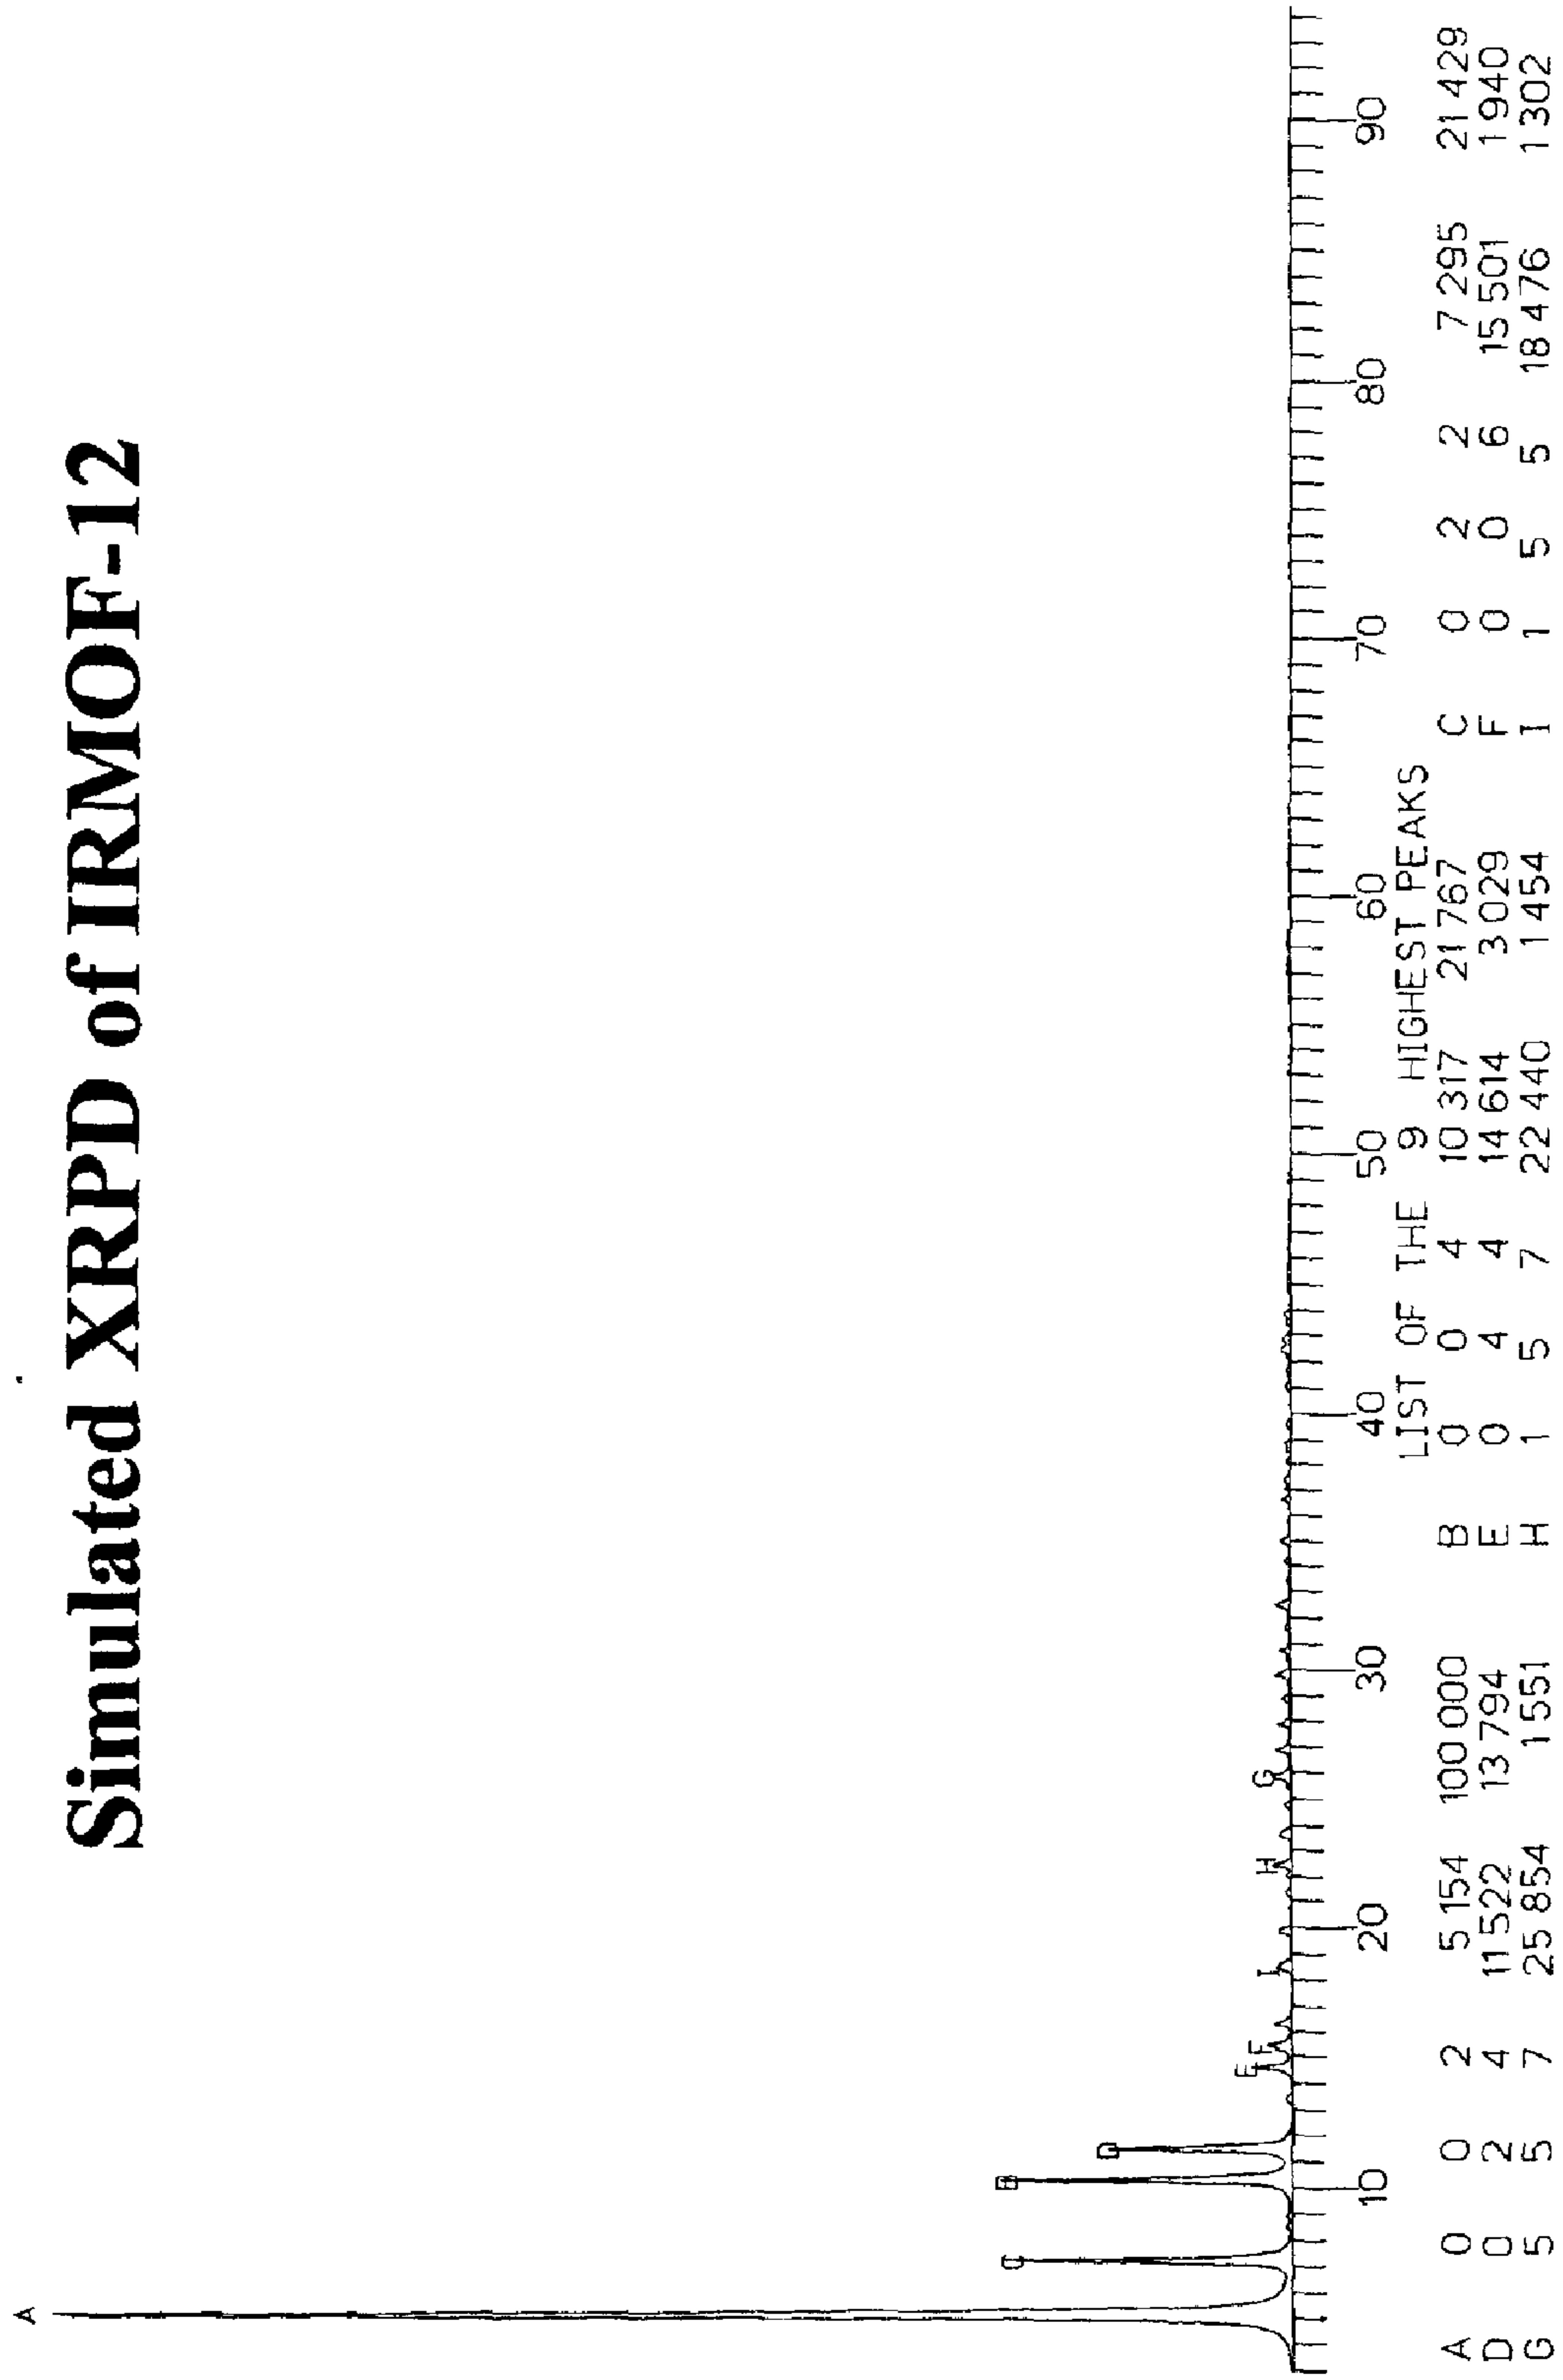 Simulated XRPD of IRMOF-12
A
C
B
D
E
F
I
H
G
10 20 30 40 50 60 70 80 90
LIST OF THE 9 HIGHEST PEAKS
A 0 0 2 5 154 100 000 B 0 0 4 10 317 21 767 C 0 2 2 7 295 21 429
D 0 2 4 11 522 13 794 E 0 4 4 14 614 3 029 F 0 0 6 15 501 1 940
G 5 5 7 25 854 1 551 H 1 5 7 22 440 1 454 I 1 5 5 18 476 1 302